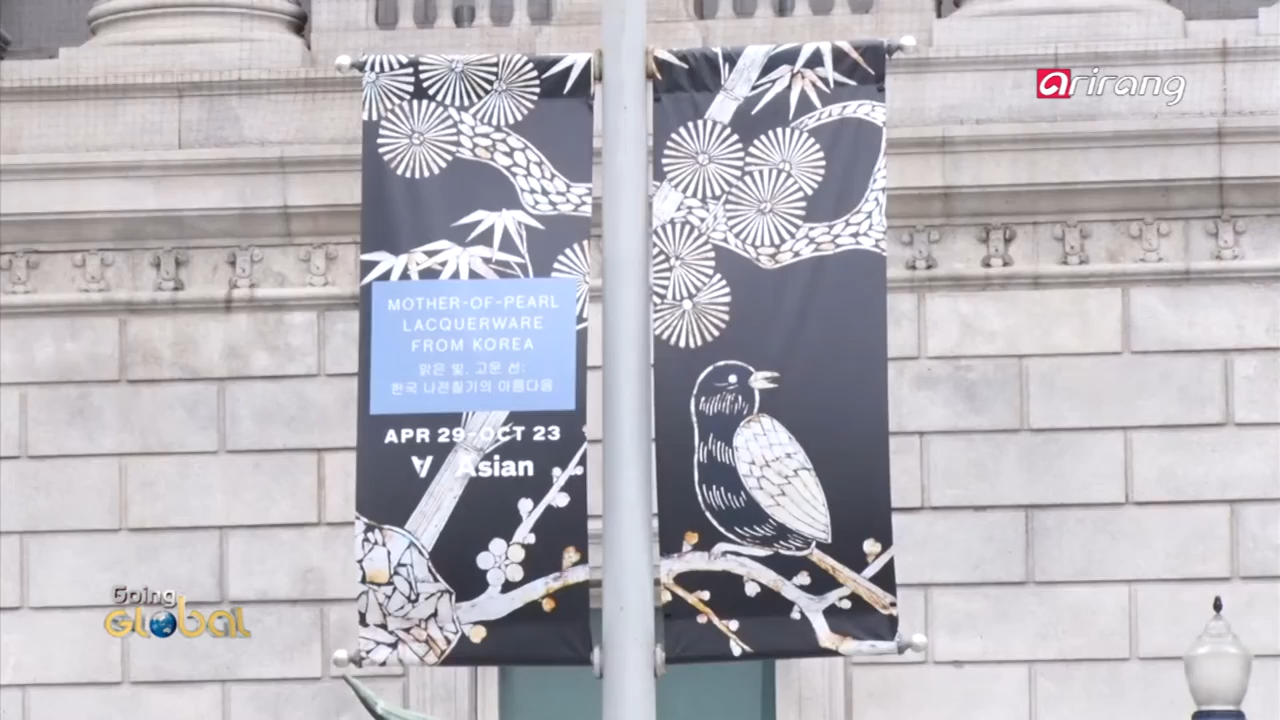 arirang
MOTHER-OF-PEARL
LACQUERWARE
FROM KOREA
맑은 빛, 고운 선:
한국 나전칠기의 아름다움
APR 29-OCT 23
Asian
Going
GLOBAL